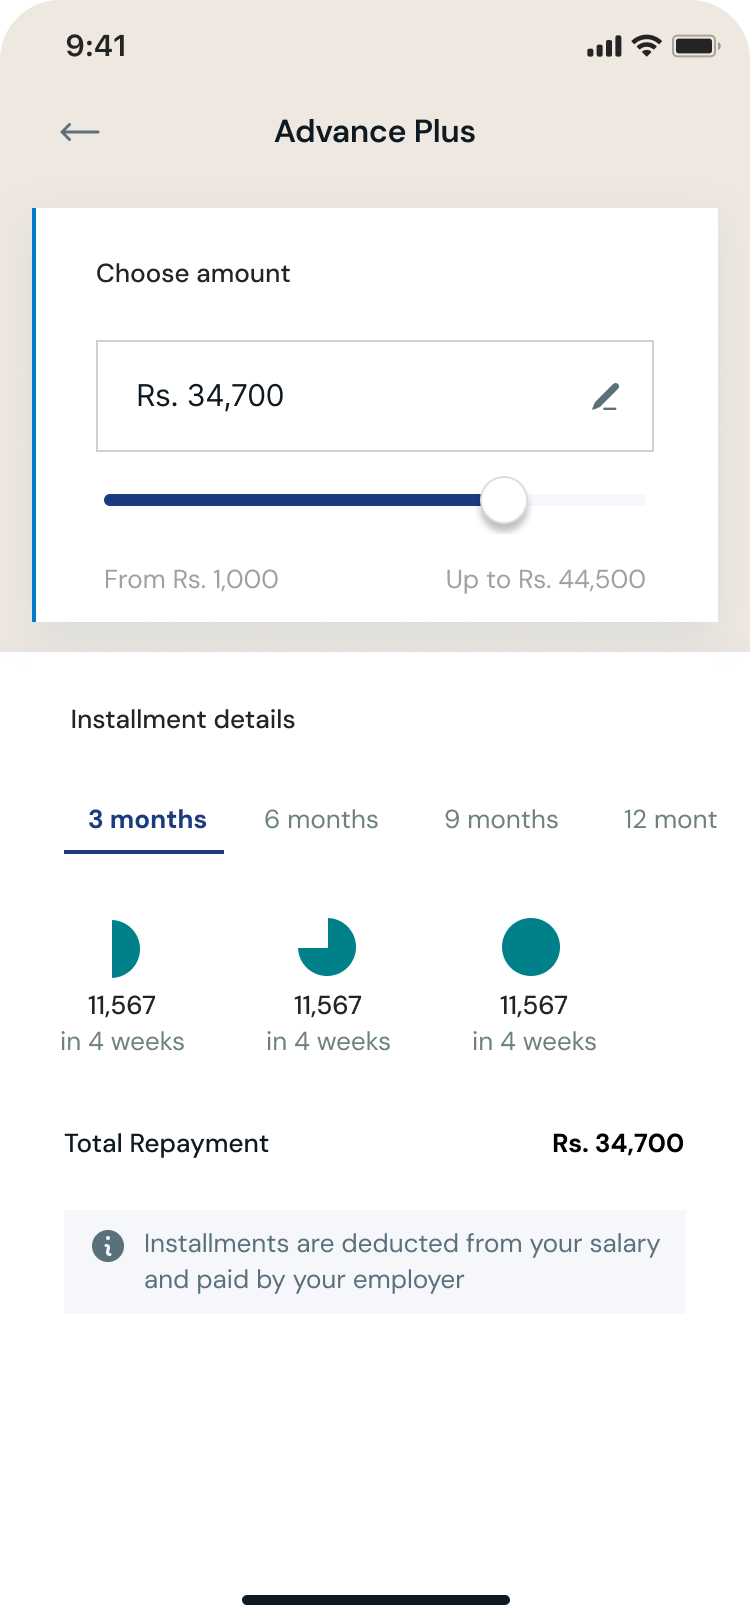 9:41
Advance Plus
Choose amount
Rs. 34,700
From Rs. 1,000 Up to Rs. 44,500
Installment details
3 months 6 months 9 months 12 mont
11,567 11,567 11,567
in 4 weeks in 4 weeks in 4 weeks
Total Repayment Rs. 34,700
Installments are deducted from your salary
and paid by your employer